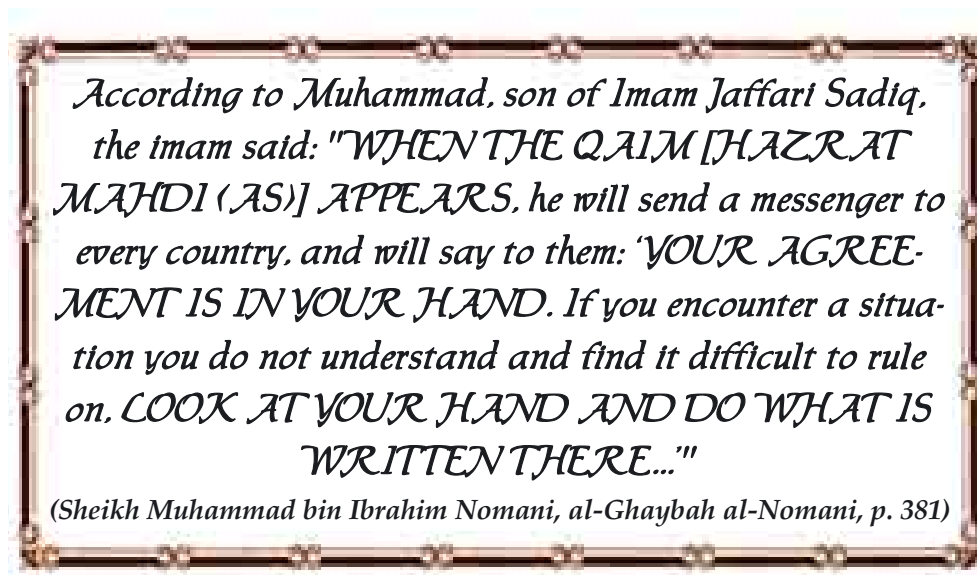 According to Muhammad, son of Imam Jaffari Sadiq,
the imam said: "WHEN THE QAIM [HAZRAT
MAHDI (AS)] APPEARS, he will send a messenger to
every country, and will say to them: ‘YOUR AGREE-
MENT IS IN YOUR HAND. If you encounter a situa-
tion you do not understand and find it difficult to rule
on, LOOK AT YOUR HAND AND DO WHAT IS
WRITTEN THERE...’"
(Sheikh Muhammad bin Ibrahim Nomani, al-Ghaybah al-Nomani, p. 381)